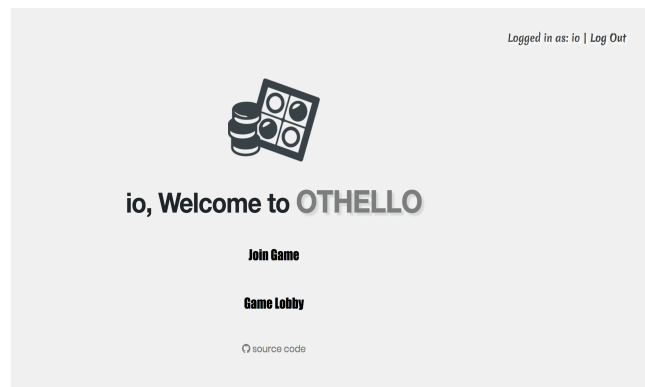 Logged in as: io | Log Out
io, Welcome to OTHELLO
Join Game
Game Lobby
source code